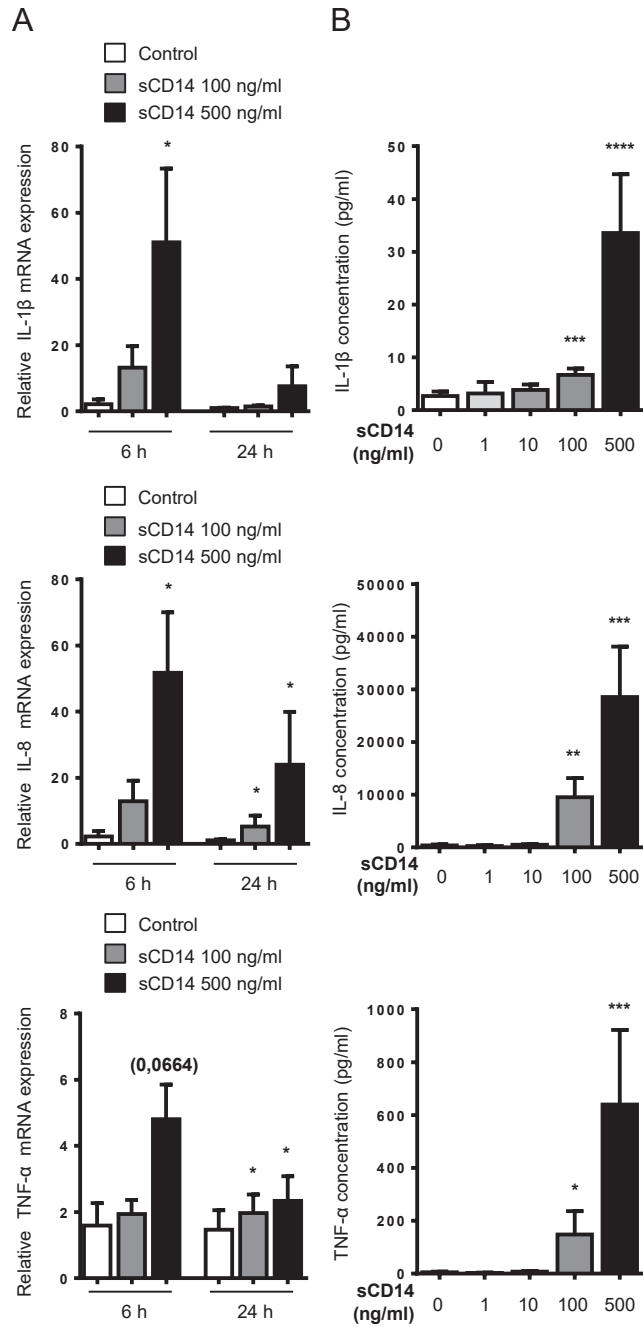 A
Control
sCD14 100 ng/ml
sCD14 500 ng/ml
Relative IL-1β mRNA expression
80
60
40
20
0
*
6 h
24 h
Control
sCD14 100 ng/ml
sCD14 500 ng/ml
Relative IL-8 mRNA expression
80
60
40
20
0
*
*
*
6 h
24 h
Control
sCD14 100 ng/ml
sCD14 500 ng/ml
Relative TNF-α mRNA expression
8
6
4
2
0
(0,0664)
*
*
6 h
24 h
B
IL-1β concentration (pg/ml)
50
40
30
20
10
0
***
****
sCD14
(ng/ml)
0 1 10 100 500
IL-8 concentration (pg/ml)
50000
40000
30000
20000
10000
0
**
***
sCD14
(ng/ml)
0 1 10 100 500
TNF-α concentration (pg/ml)
1000
800
600
400
200
0
*
***
sCD14
(ng/ml)
0 1 10 100 500